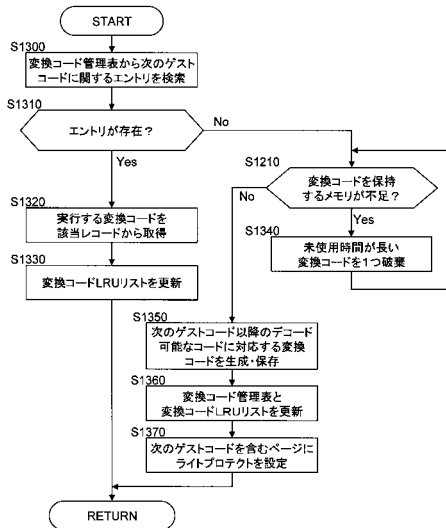 START
S1300
変換コード管理表から次のゲスト
コードに関するエントリを検索
S1310
エントリが存在？
No
Yes
S1210
変換コードを保持
するメモリが不足？
No
Yes
S1320
実行する変換コードを
該当レコードから取得
S1340
未使用時間が長い
変換コードを1つ破棄
S1330
変換コードLRUリストを更新
S1350
次のゲストコード以降のデコード
可能なコードに対応する変換
コードを生成・保存
S1360
変換コード管理表と
変換コードLRUリストを更新
S1370
次のゲストコードを含むページに
ライトプロテクトを設定
RETURN